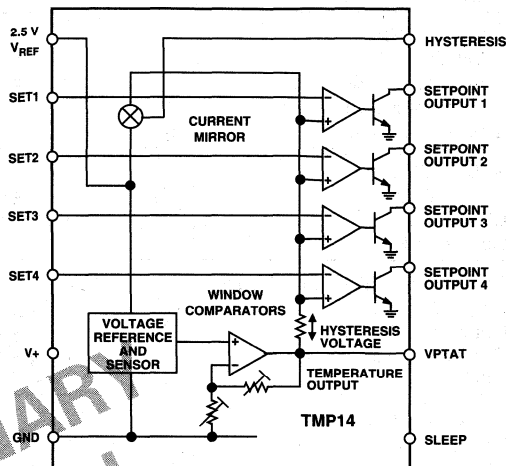 2.5 V
VREF
HYSTERESIS
SET1
SETPOINT
OUTPUT 1
CURRENT
MIRROR
SET2
SETPOINT
OUTPUT 2
SET3
SETPOINT
OUTPUT 3
SET4
SETPOINT
OUTPUT 4
WINDOW
COMPARATORS
VOLTAGE
REFERENCE
AND
SENSOR
HYSTERESIS
VOLTAGE
V+
VPTAT
TEMPERATURE
OUTPUT
TMP14
GND
SLEEP
−
+
−
+
−
+
−
+
+
−